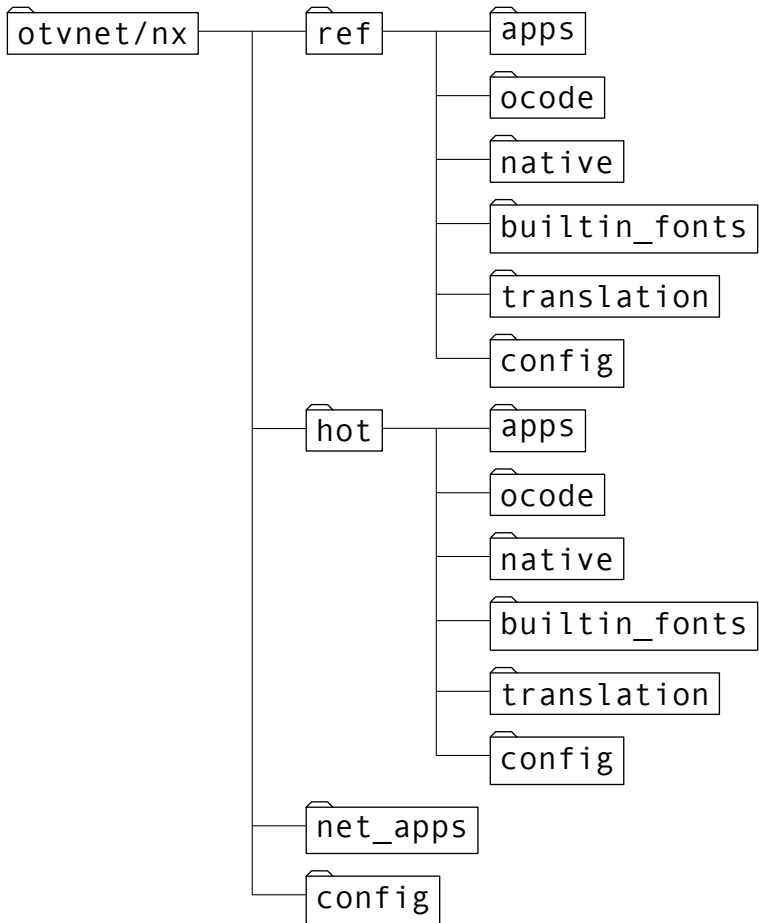 otvnet/nx
ref
apps
ocode
native
builtin_fonts
translation
config
hot
apps
ocode
native
builtin_fonts
translation
config
net_apps
config